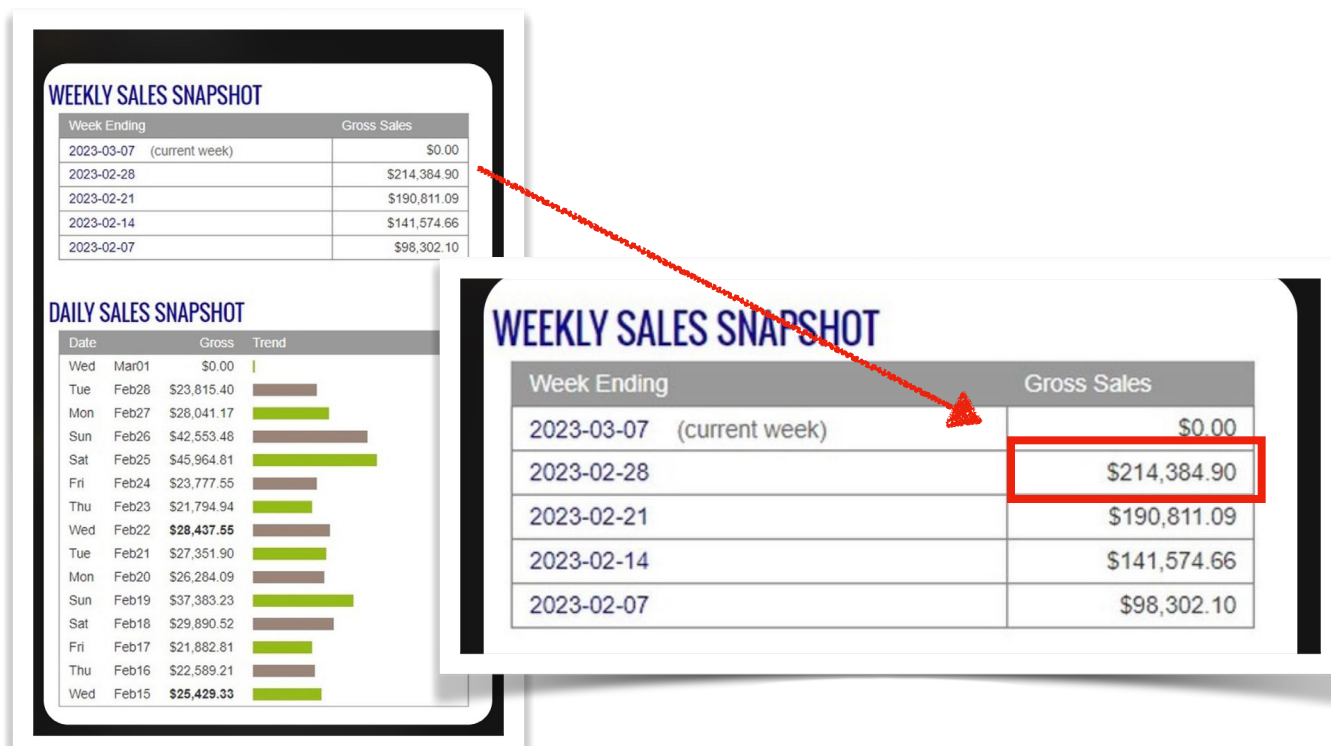 WEEKLY SALES SNAPSHOT
Week Ending Gross Sales
2023-03-07 (current week) $0.00
2023-02-28 $214,384.90
2023-02-21 $190,811.09
2023-02-14 $141,574.66
2023-02-07 $98,302.10
DAILY SALES SNAPSHOT
Date Gross Trend
Wed Mar01 $0.00
Tue Feb28 $23,815.40
Mon Feb27 $28,041.17
Sun Feb26 $42,553.48
Sat Feb25 $45,964.81
Fri Feb24 $23,777.55
Thu Feb23 $21,794.94
Wed Feb22 $28,437.55
Tue Feb21 $27,351.90
Mon Feb20 $26,284.09
Sun Feb19 $37,383.23
Sat Feb18 $29,890.52
Fri Feb17 $21,882.81
Thu Feb16 $22,589.21
Wed Feb15 $25,429.33
WEEKLY SALES SNAPSHOT
Week Ending Gross Sales
2023-03-07 (current week) $0.00
2023-02-28 $214,384.90
2023-02-21 $190,811.09
2023-02-14 $141,574.66
2023-02-07 $98,302.10